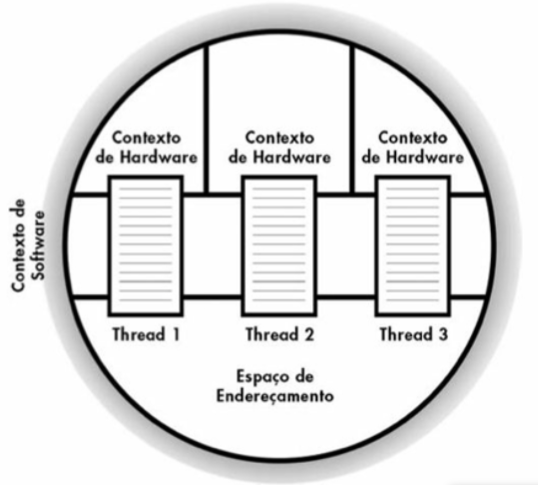 Contexto
de Hardware
Contexto
de Hardware
Contexto
de Hardware
Contexto de
Software
Thread 1
Thread 2
Thread 3
Espaço de
Endereçamento